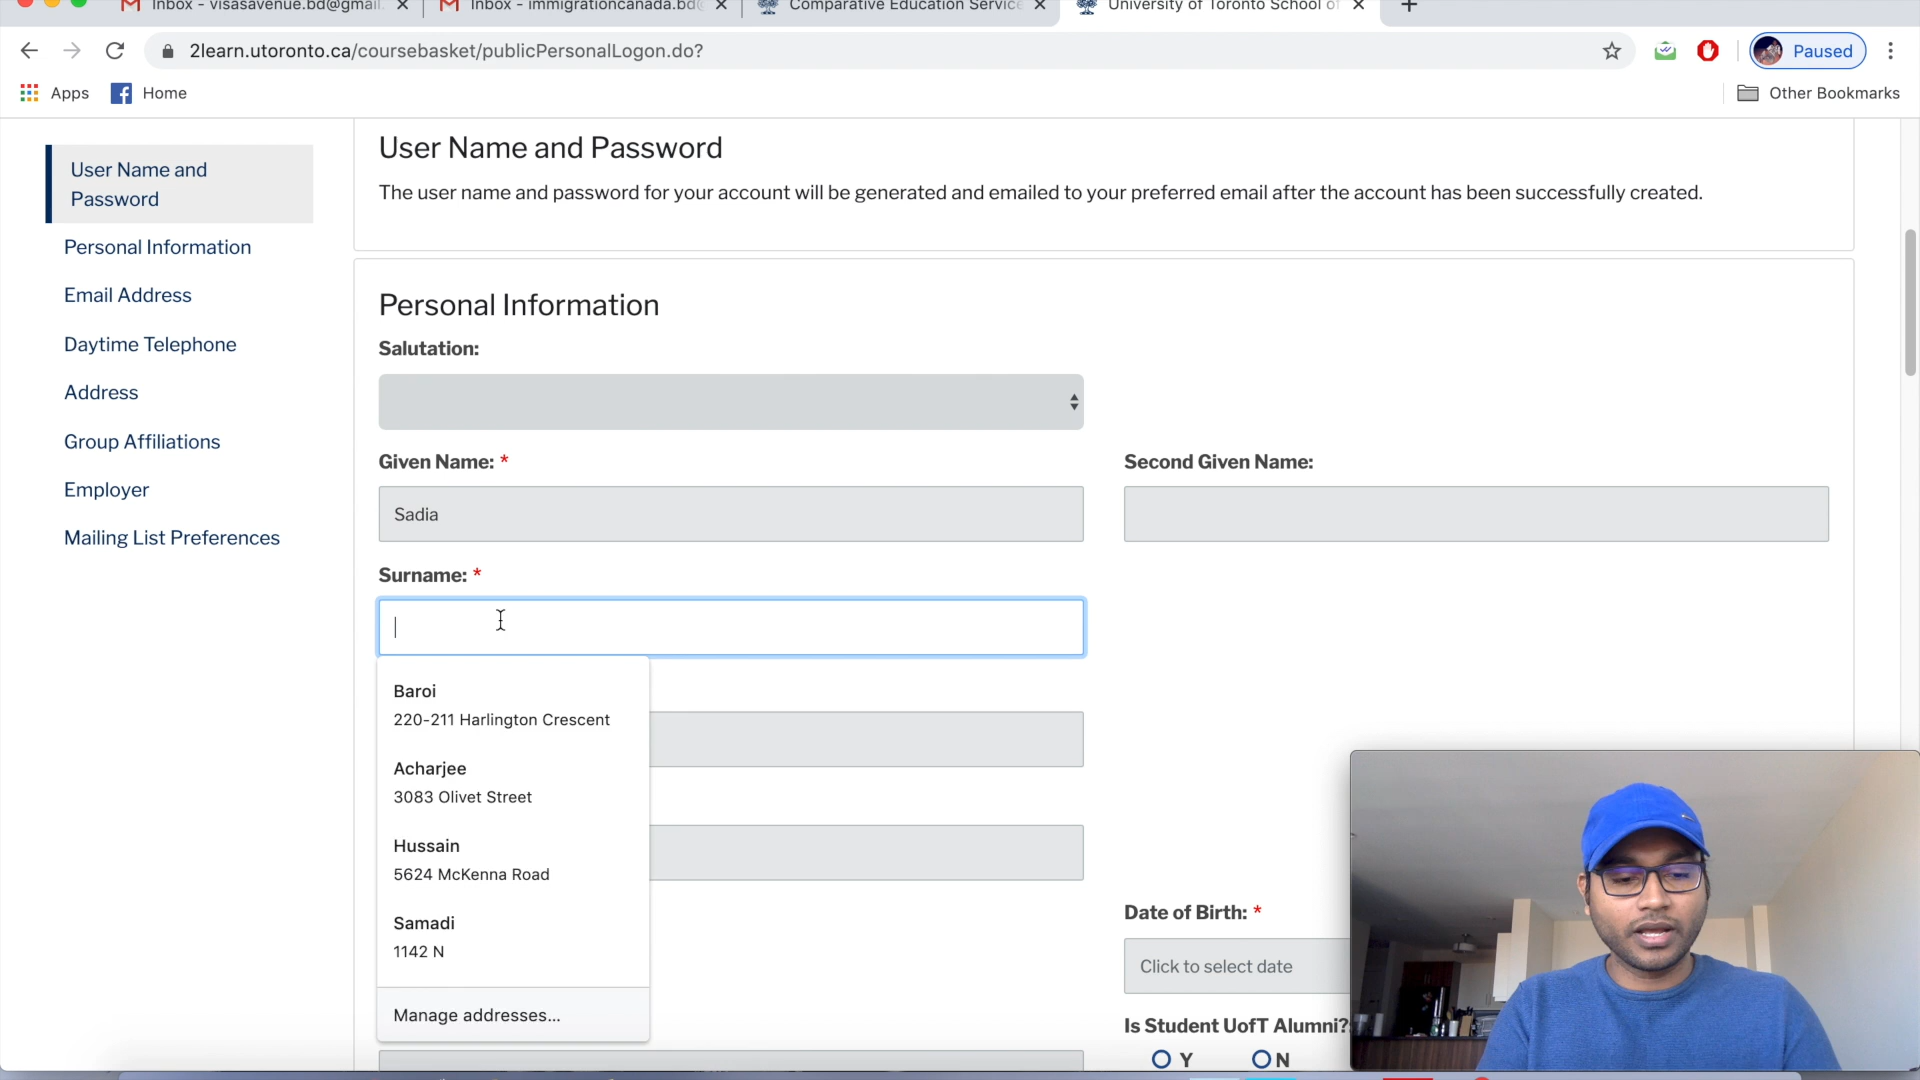 Inbox - visasavenue.bd@gmail.
Inbox - immigrationcanada.bd@
Comparative Education Service
University of Toronto School of
2learn.utoronto.ca/coursebasket/publicPersonalLogon.do?
Paused
Apps
Home
Other Bookmarks
User Name and
Password
Personal Information
Email Address
Daytime Telephone
Address
Group Affiliations
Employer
Mailing List Preferences
User Name and Password
The user name and password for your account will be generated and emailed to your preferred email after the account has been successfully created.
Personal Information
Salutation:
Given Name: *
Second Given Name:
Sadia
Surname: *
Baroi
220-211 Harlington Crescent
Acharjee
3083 Olivet Street
Hussain
5624 McKenna Road
Samadi
1142 N
Manage addresses...
Date of Birth: *
Click to select date
Is Student UofT Alumni?:
Y
N